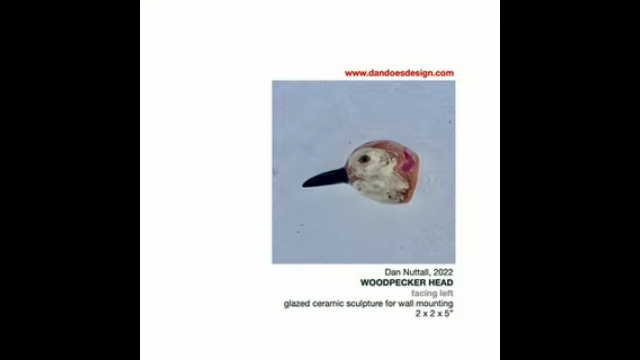 www.dandoesdesign.com
Dan Nuttall, 2022
WOODPECKER HEAD
facing left
glazed ceramic sculpture for wall mounting
2 x 2 x 5"